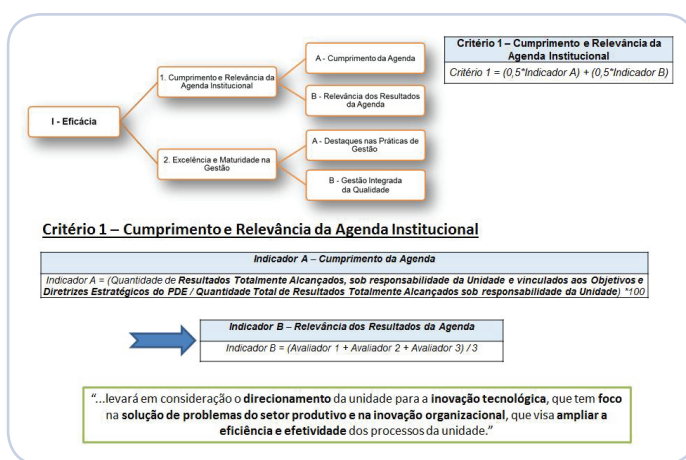 Critério 1 – Cumprimento e Relevância da
Agenda Institucional
Critério 1 = (0,5*Indicador A) + (0,5*Indicador B)
I - Eficácia
1. Cumprimento e Relevância da
Agenda Institucional
A - Cumprimento da Agenda
B - Relevância dos Resultados
da Agenda
2. Excelência e Maturidade na
Gestão
A - Destaques nas Práticas de
Gestão
B - Gestão Integrada
da Qualidade
Critério 1 – Cumprimento e Relevância da Agenda Institucional
Indicador A – Cumprimento da Agenda
Indicador A = (Quantidade de Resultados Totalmente Alcançados, sob responsabilidade da Unidade e vinculados aos Objetivos e
Diretrizes Estratégicos do PDE / Quantidade Total de Resultados Totalmente Alcançados sob responsabilidade da Unidade) *100
Indicador B – Relevância dos Resultados da Agenda
Indicador B = (Avaliador 1 + Avaliador 2 + Avaliador 3) / 3
“...levará em consideração o direcionamento da unidade para a inovação tecnológica, que tem foco
na solução de problemas do setor produtivo e na inovação organizacional, que visa ampliar a
eficiência e efetividade dos processos da unidade.”